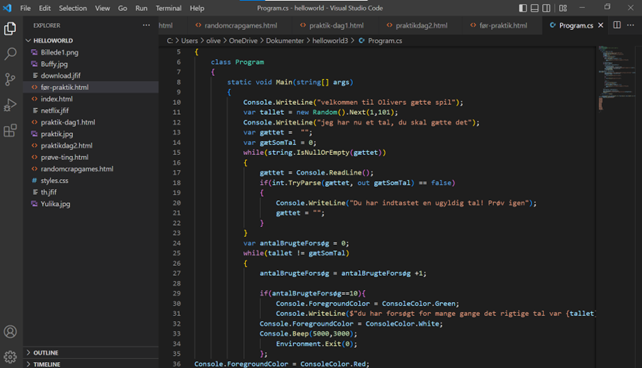 File Edit Selection View Go Run Terminal Help
Program.cs - helloworld - Visual Studio Code
EXPLORER
html
randomcrapgames.html
praktik-dag1.html
praktikdag2.html
før-praktik.html
Program.cs
C: > Users > olive > OneDrive > Dokumenter > helloworld3 > Program.cs
HELLOWORLD
Billede1.png
Buffy.jpg
download.jfif
før-praktik.html
index.html
netflix.jfif
praktik-dag1.html
praktik.jpg
praktikdag2.html
prøve-ting.html
randomcrapgames.html
styles.css
th.jfif
Yulika.jpg
OUTLINE
TIMELINE
5 {
6 class Program
7 {
8 static void Main(string[] args)
9 {
10 Console.WriteLine("velkommen til Olivers gætte spil");
11 var tallet = new Random().Next(1,101);
12 Console.WriteLine("jeg har nu et tal, du skal gætte det");
13 var gættet = "";
14 var gætSomTal = 0;
15 while(string.IsNullOrEmpty(gættet))
16 {
17 gættet = Console.ReadLine();
18 if(int.TryParse(gættet, out gætSomTal) == false)
19 {
20 Console.WriteLine("Du har indtastet en ugyldig tal! Prøv igen");
21 gættet = "";
22 }
23 }
24 var antalBrugteForsøg = 0;
25 while(tallet != gætSomTal)
26 {
27 antalBrugteForsøg = antalBrugteForsøg +1;
28
29 if(antalBrugteForsøg==10){
30 Console.ForegroundColor = ConsoleColor.Green;
31 Console.WriteLine($"du har forsøgt for mange gange det rigtige tal var {tallet
32 Console.ForegroundColor = ConsoleColor.White;
33 Console.Beep(5000,3000);
34 Environment.Exit(0);
35 };
36 Console.ForegroundColor = ConsoleColor.Red;